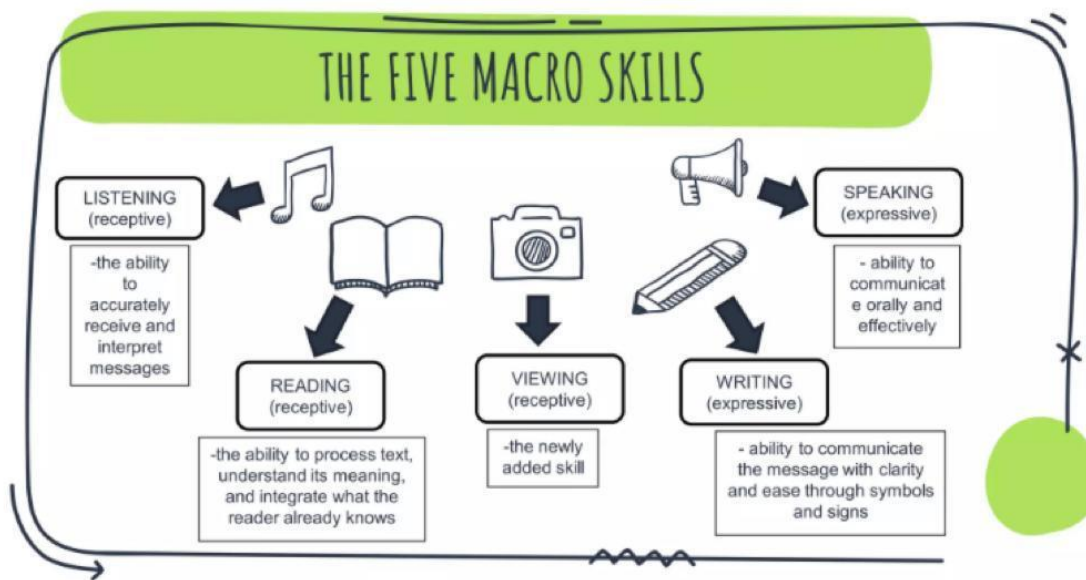 THE FIVE MACRO SKILLS
LISTENING
(receptive)
-the ability
to
accurately
receive and
interpret
messages
READING
(receptive)
-the ability to process text,
understand its meaning,
and integrate what the
reader already knows
VIEWING
(receptive)
-the newly
added skill
WRITING
(expressive)
- ability to communicate
the message with clarity
and ease through symbols
and signs
SPEAKING
(expressive)
- ability to
communicat
e orally and
effectively